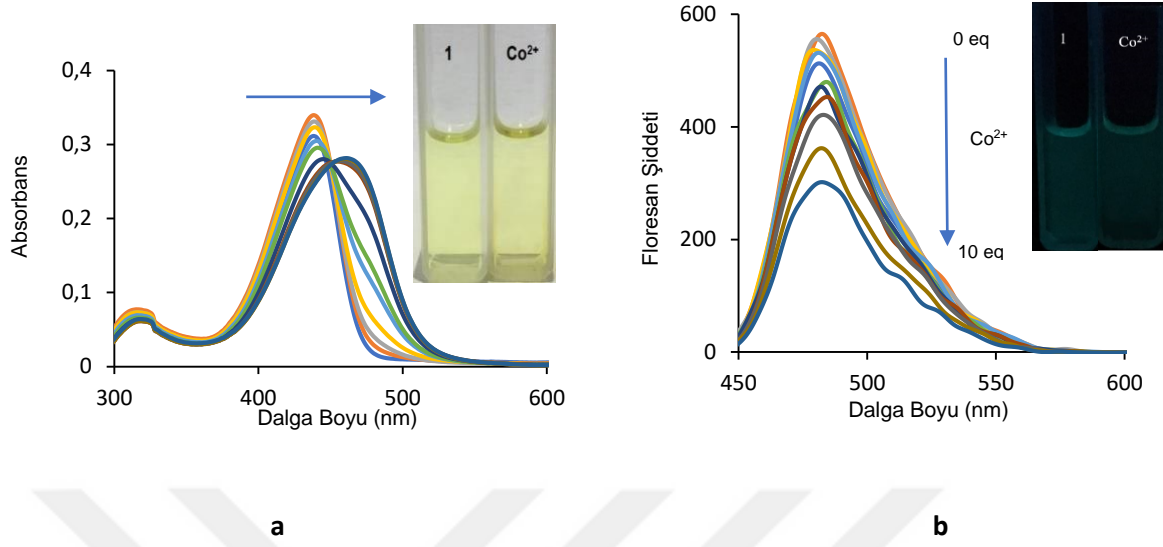 1
Co²⁺
0,4
0,3
0,2
0,1
0
Absorbans
300
400
500
600
Dalga Boyu (nm)
a
600
400
200
0
Floresan Şiddeti
0 eq
Co²⁺
10 eq
1
Co²⁺
450
500
550
600
Dalga Boyu (nm)
b